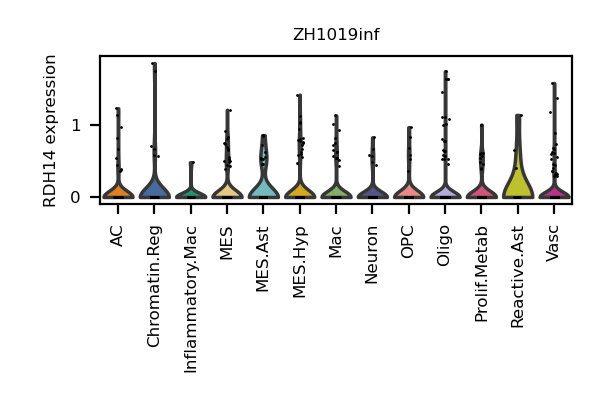 ZH1019inf
RDH14 expression
1
0
AC
Chromatin.Reg
Inflammatory.Mac
MES
MES.Ast
MES.Hyp
Mac
Neuron
OPC
Oligo
Prolif.Metab
Reactive.Ast
Vasc